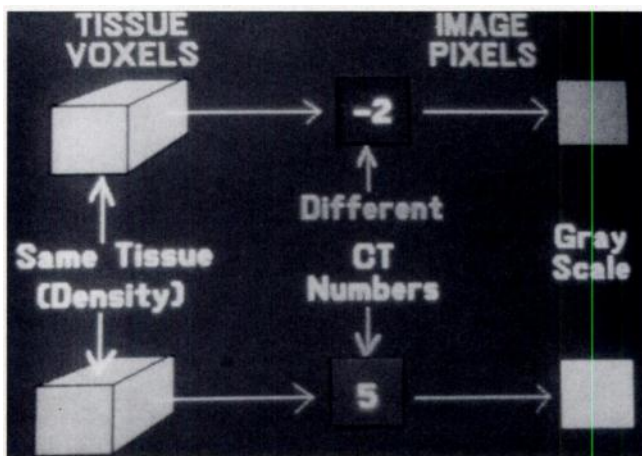 TISSUE
VOXELS
IMAGE
PIXELS
-2
Different
Same Tissue
(Density)
CT
Numbers
Gray
Scale
5